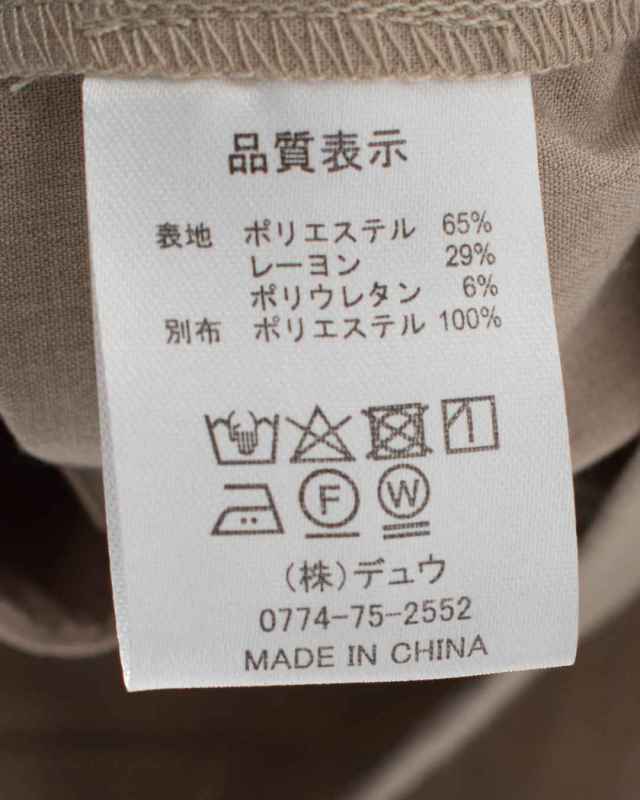 品質表示
表地 ポリエステル 65%
レーヨン 29%
ポリウレタン 6%
別布 ポリエステル 100%
F W
(株)デュウ
0774-75-2552
MADE IN CHINA